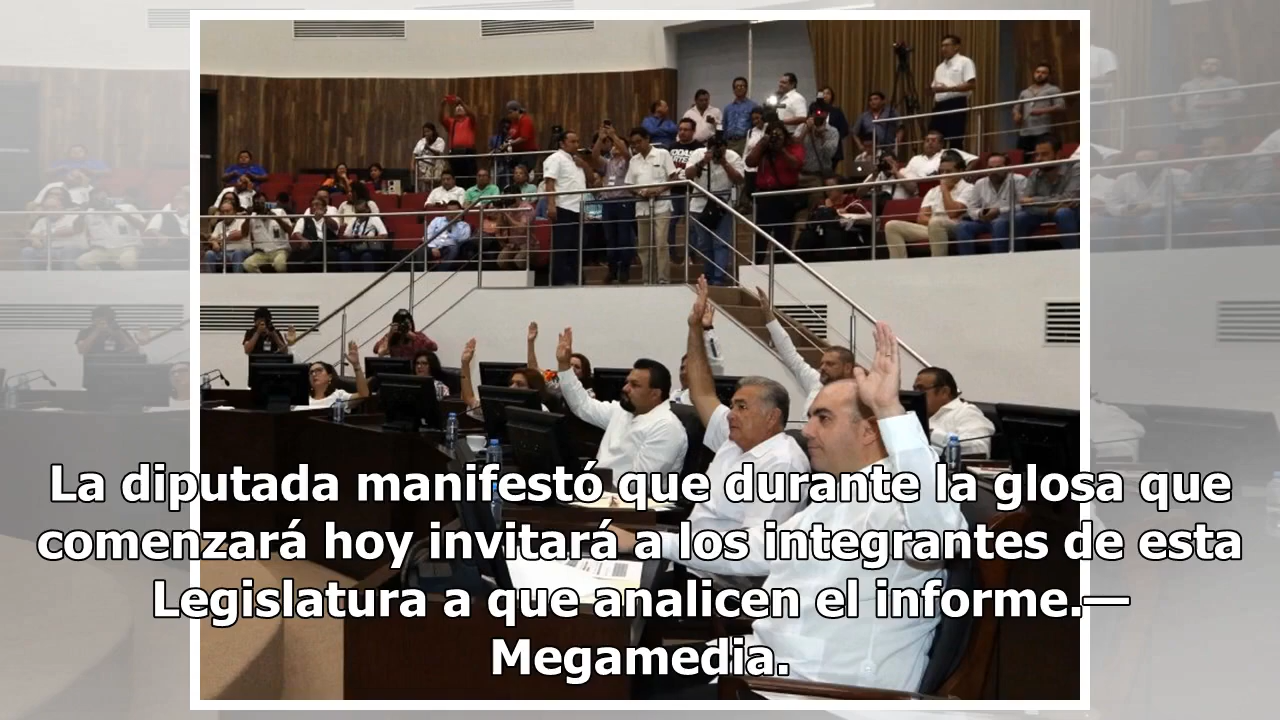 La diputada manifestó que durante la glosa que
comenzará hoy invitará a los integrantes de esta
Legislatura a que analicen el informe.—
Megamedia.